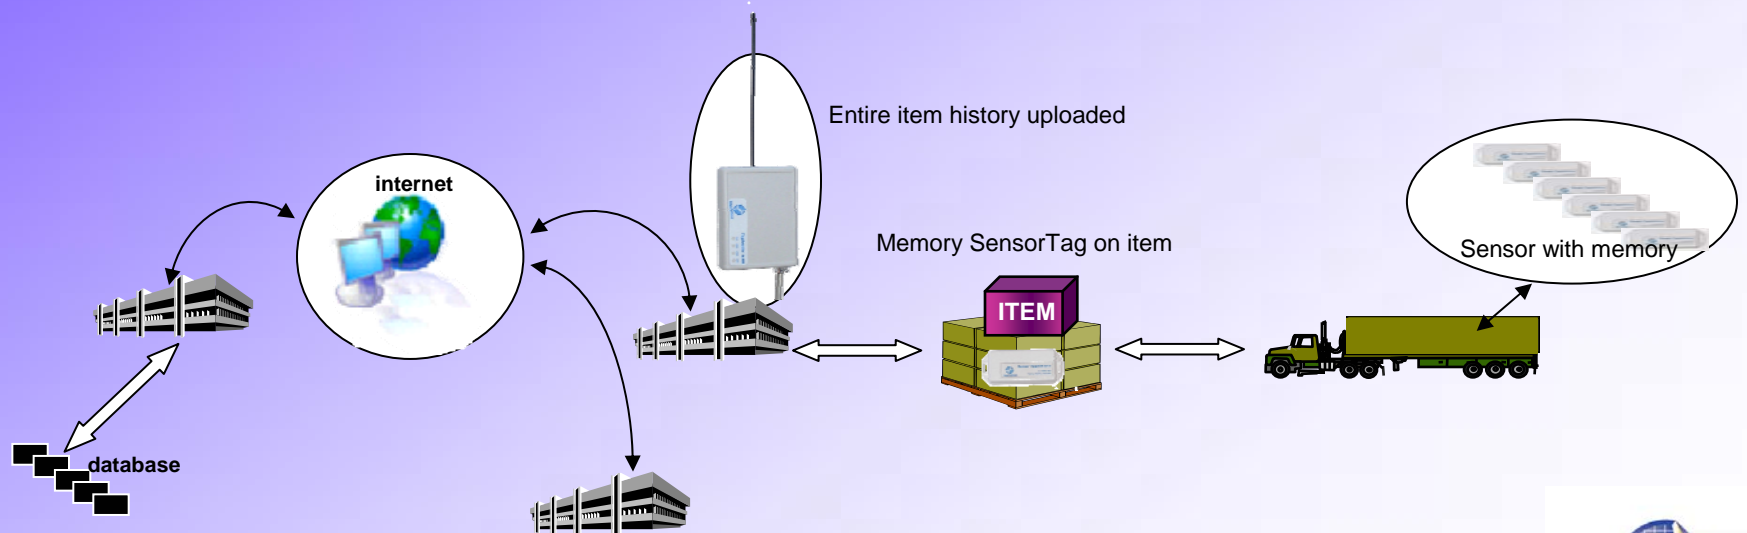 Entire item history uploaded
internet
Memory SensorTag on item
Sensor with memory
ITEM
database